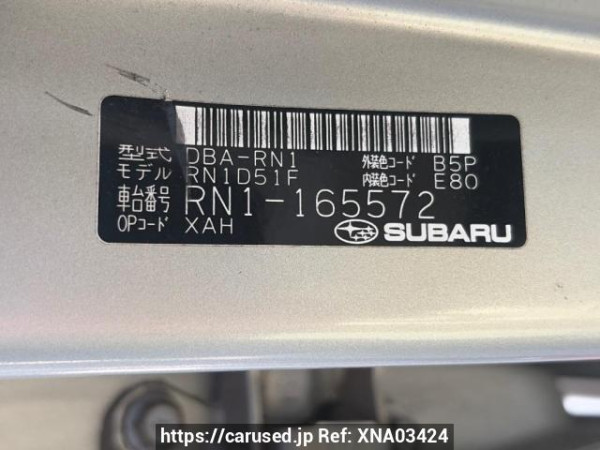 型式 DBA-RN1 外装色コード B5P
モデル RN1D51F 内装色コード E80
車台番号 RN1-165572
OPコード XAH SUBARU
https://carused.jp Ref: XNA03424